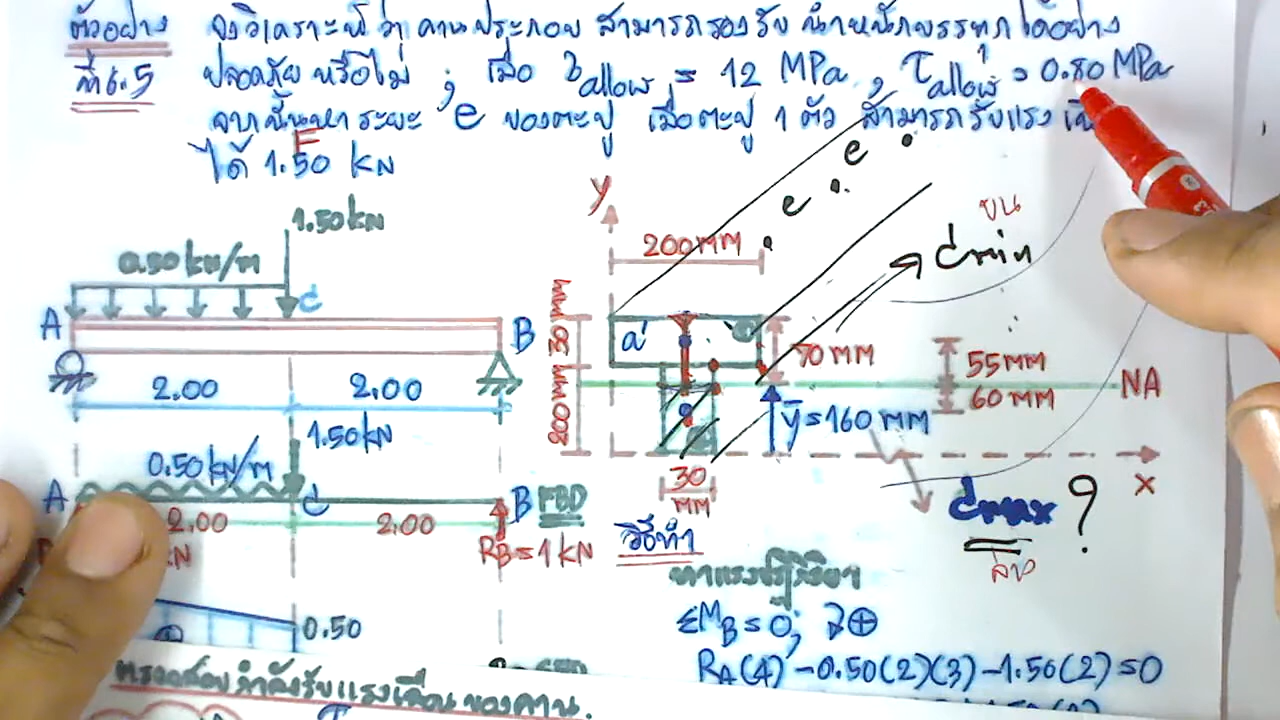 ตัวอย่าง จงวิเคราะห์ว่า คานประกอบ สามารถรองรับ น้ำหนักบรรทุกได้อย่าง
ที่ 6.5 ปลอดภัย หรือไม่ ; เมื่อ σallow = 12 MPa, τallow = 0.80 MPa
จากนั้นหา ระยะ e ของตะปู เมื่อตะปู 1 ตัว สามารถรับแรง
F
ได้ 1.50 kN
1.50 kN
0.50 kN/m
C
A
B
2.00
2.00
y
200 MM
e
e
บน
dmin
50 mm
a'
70 MM
55 MM
60 MM
NA
200 MM
ȳ = 160 MM
30
MM
x
dmax ?
ล่าง
1.50 kN
0.50 kN/m
A
C
B
FBD
2.00
2.00
kN
RB = 1 kN
0.50
วิธีทำ
หาแรงปฏิกิริยา
ΣMB = 0;
RA(4) - 0.50(2)(3) - 1.50(2) = 0
ตรวจสอบกำลังรับแรงเฉือนของคาน.